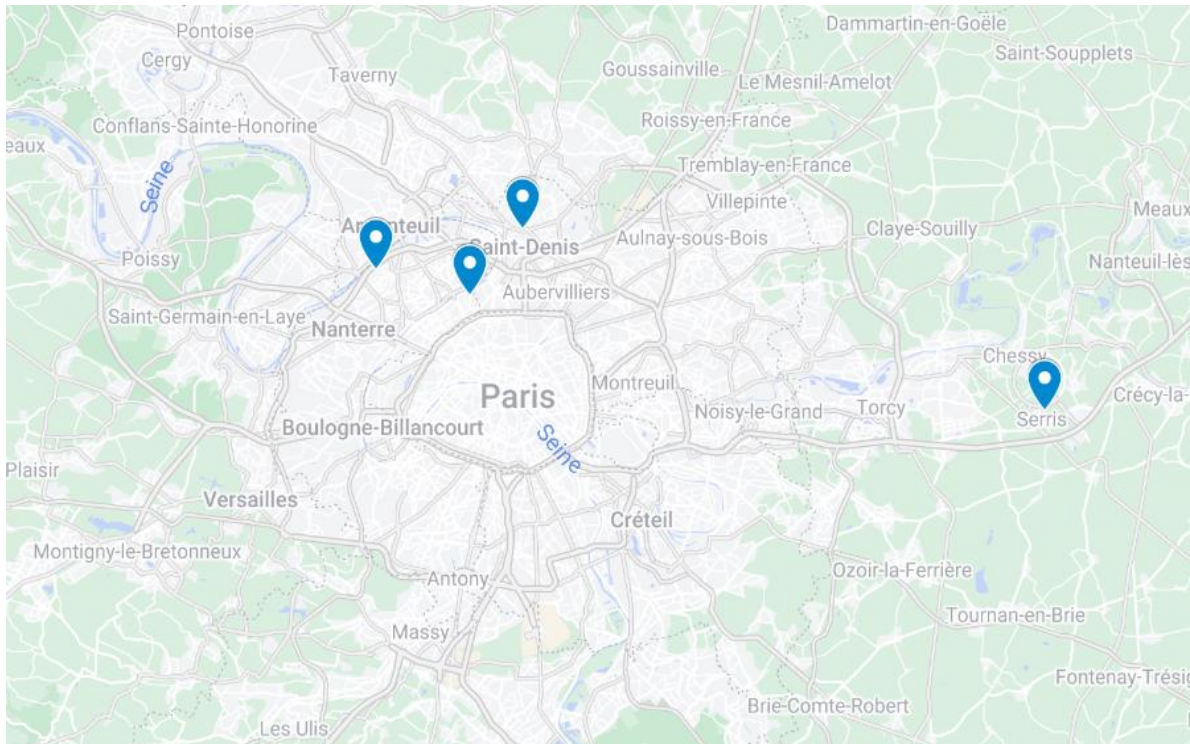 Dammartin-en-Goële
Pontoise
Saint-Soupplets
Cergy
Goussainville
Taverny
Le Mesnil-Amelot
Roissy-en-France
Conflans-Sainte-Honorine
eaux
Tremblay-en-France
Seine
Villepinte
Meaux
Claye-Souilly
Saint-Denis
Aulnay-sous-Bois
Poissy
Nanteuil-lès
Aubervilliers
Saint-Germain-en-Laye
Nanterre
Chessy
Montreuil
Paris
Crécy-la-
Noisy-le-Grand
Torcy
Serris
Boulogne-Billancourt
Seine
Plaisir
Versailles
Créteil
Montigny-le-Bretonneux
Antony
Ozoir-la-Ferrière
Tournan-en-Brie
Massy
Fontenay-Trésig
Brie-Comte-Robert
Les Ulis